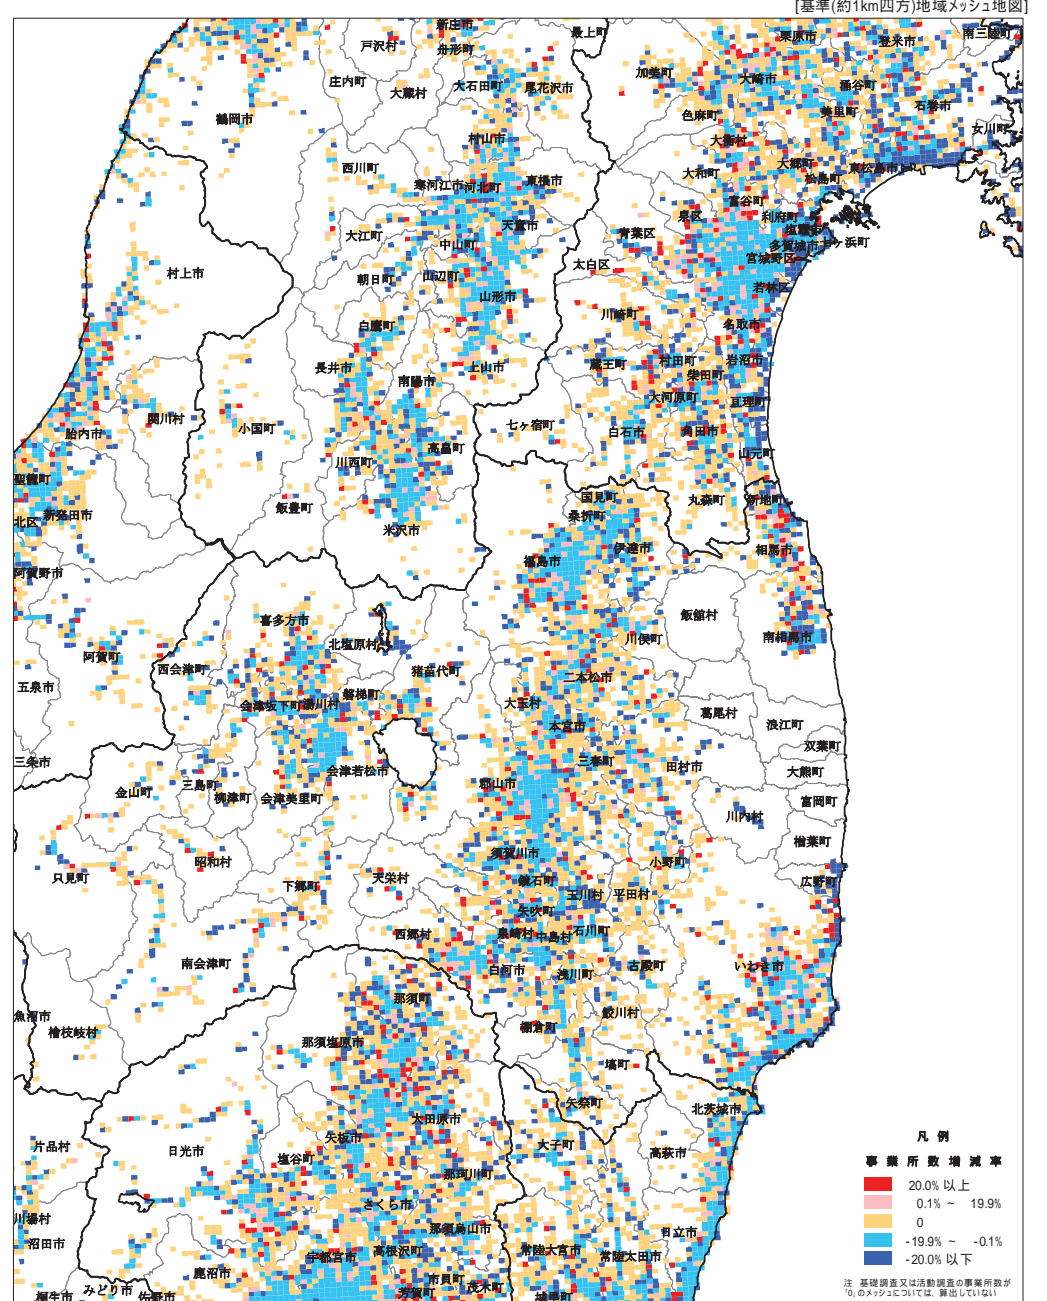 [基準(約1km四方)地域メッシュ地図]
新庄市
最上町
栗原市
登米市
南三陸町
戸沢村
舟形町
庄内町
大蔵村
大石田町
尾花沢市
加美町
大崎市
涌谷町
美里町
石巻市
鶴岡市
色麻町
女川町
村山市
大衡村
西川町
寒河江市
河北町
東根市
大和町
大郷町
松島町
東松島市
富谷町
大江町
天童市
泉区
利府町
塩竈市
青葉区
多賀城市
七ヶ浜町
中山町
宮城野区
村上市
朝日町
山辺町
太白区
若林区
山形市
白鷹町
川崎町
名取市
長井市
南陽市
上山市
蔵王町
村田町
岩沼市
柴田町
大河原町
亘理町
関川村
小国町
七ヶ宿町
白石市
角田市
胎内市
川西町
高畠町
山元町
聖籠町
飯豊町
国見町
丸森町
新地町
北区
新発田市
米沢市
桑折町
伊達市
相馬市
阿賀野市
福島市
喜多方市
北塩原村
飯舘村
川俣町
南相馬市
阿賀町
西会津町
猪苗代町
二本松市
五泉市
会津坂下町
湯川村
磐梯町
大玉村
葛尾村
浪江町
本宮市
双葉町
三条市
三春町
田村市
大熊町
金山町
三島町
柳津町
会津美里町
会津若松市
郡山市
富岡町
川内村
楢葉町
只見町
昭和村
須賀川市
小野町
下郷町
天栄村
鏡石町
玉川村
平田村
広野町
矢吹町
西郷村
泉崎村
中島村
石川町
南会津町
白河市
浅川町
古殿町
いわき市
魚沼市
檜枝岐村
那須町
棚倉町
鮫川村
那須塩原市
塙町
矢祭町
北茨城市
片品村
日光市
矢板市
大田原市
塩谷町
大子町
高萩市
那珂川町
川場村
さくら市
沼田市
那須烏山市
日立市
宇都宮市
高根沢町
常陸大宮市
常陸太田市
鹿沼市
市貝町
茂木町
桐生市
みどり市
佐野市
芳賀町
城里町
凡 例
事 業 所 数 増 減 率
20.0% 以上
0.1% ~ 19.9%
0
-19.9% ~ -0.1%
-20.0% 以下
注 基礎調査又は活動調査の事業所数が
「0」のメッシュについては、算出していない